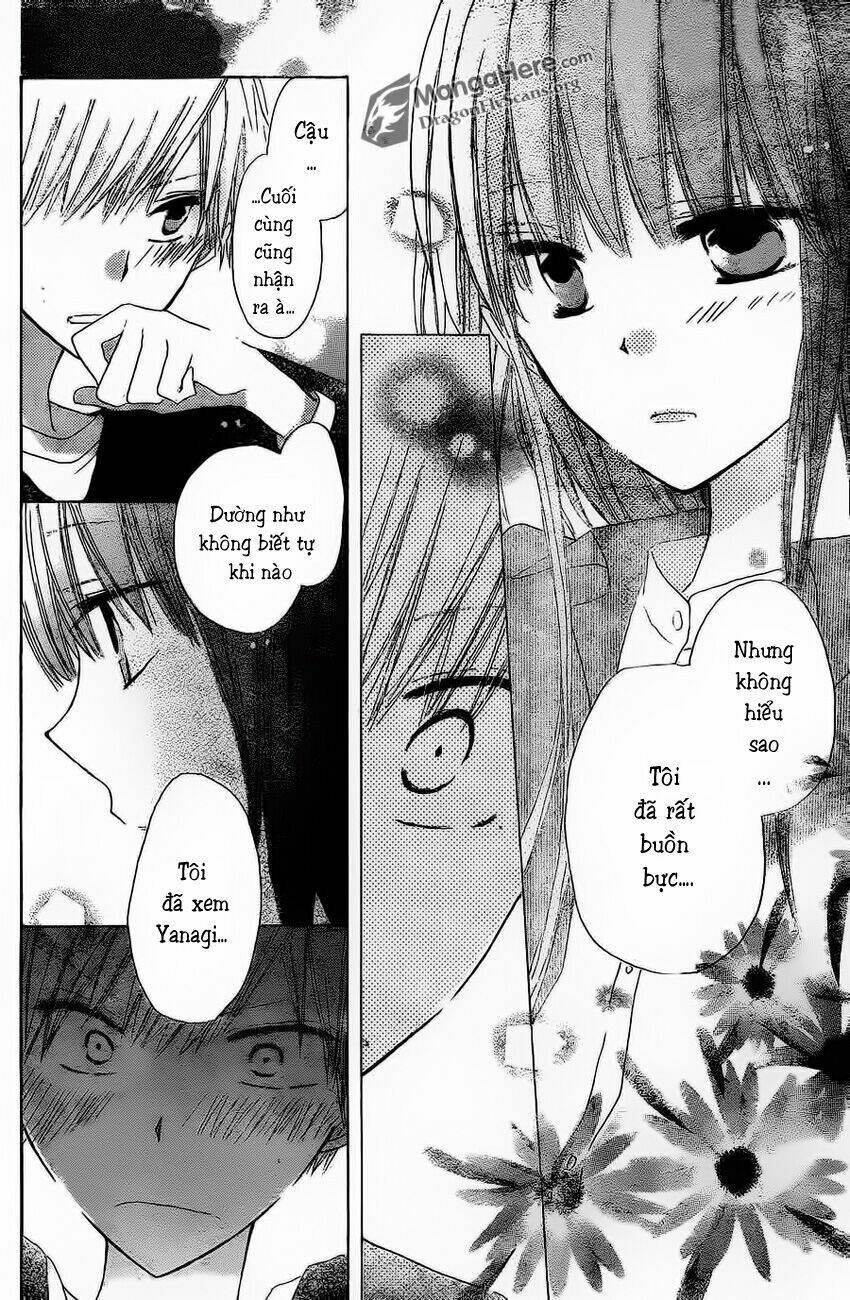 MangaHere.com
DragonFlyScans.org
Nhưng
không
hiểu
sao
...
Tôi
đã rất
buồn
bực....
Cậu
...
...Cuối
cùng
cũng
nhận
ra à...
Dường như
không biết tự
khi nào
Tôi
đã xem
Yanagi...